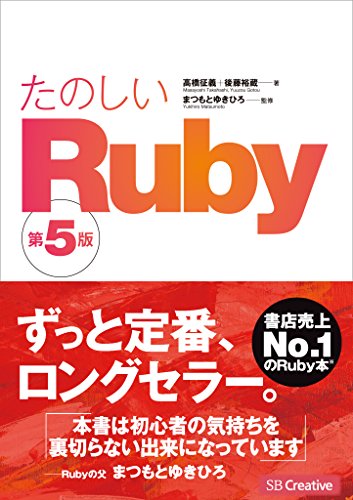 高橋征義＋後藤裕蔵──著
Masayoshi Takahashi, Yuuzou Gotou
まつもとゆきひろ──監修
Yukihiro Matsumoto
たのしい
Ruby
第5版
ずっと定番、
ロングセラー。
書店売上
No.1
のRuby本※
「本書は初心者の気持ちを
裏切らない出来になっています」
──Rubyの父 まつもとゆきひろ
SB Creative